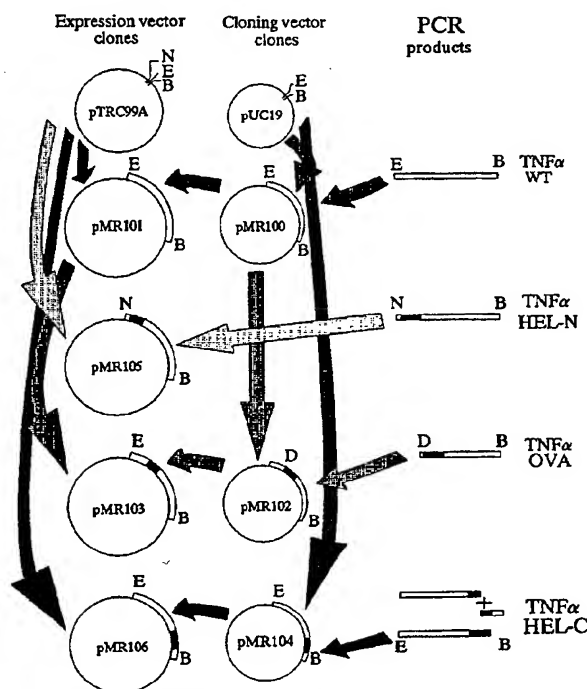 Expression vector
clones
Cloning vector
clones
PCR
products
N
E
B
pTRC99A
E
B
pUC19
E
B
TNFα
WT
E
B
pMR101
E
B
pMR100
N
B
TNFα
HEL-N
N
B
pMR105
D
B
TNFα
OVA
E
B
pMR103
D
B
pMR102
E
B
pMR106
E
B
pMR104
+
E
B
TNFα
HEL-C